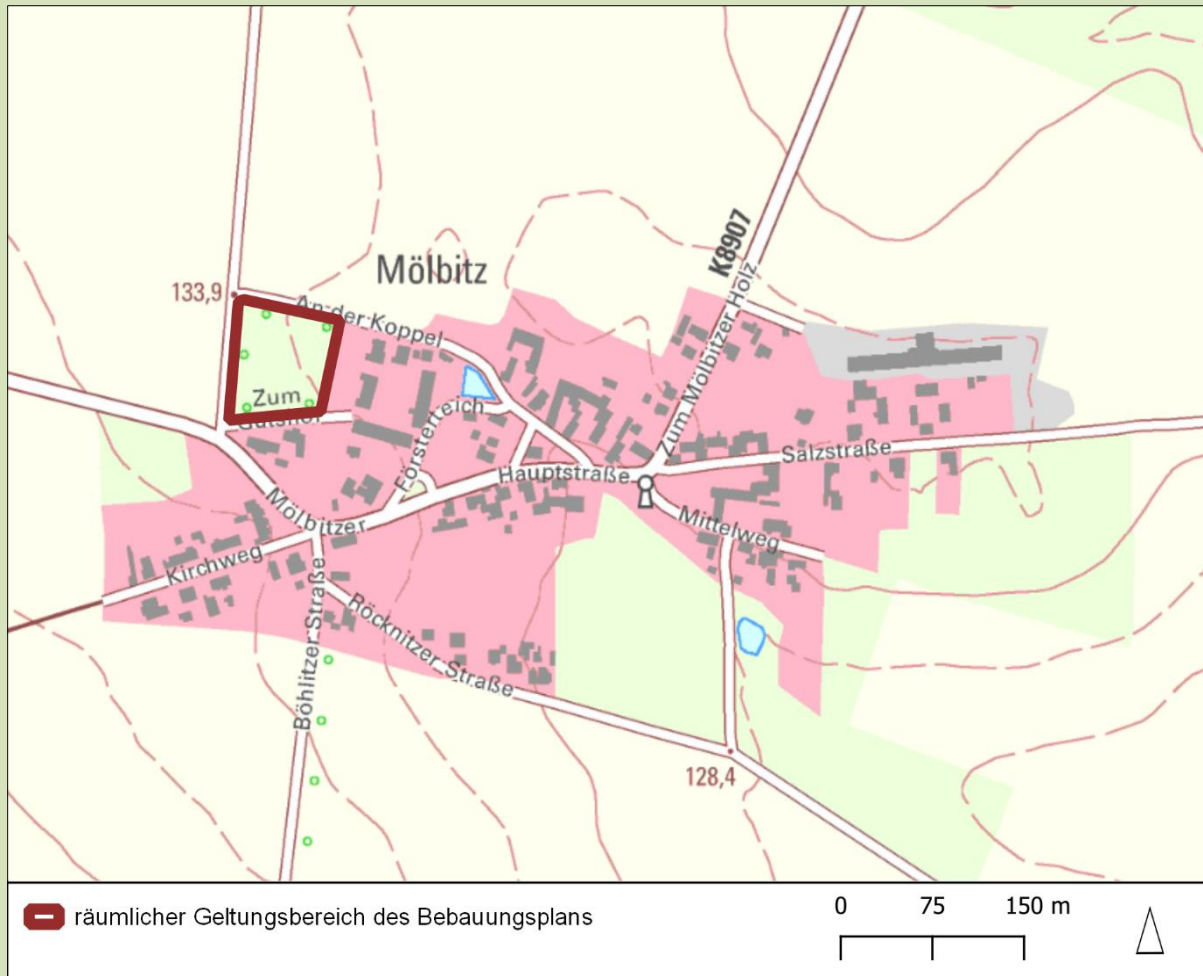 K8907
Mölbitz
133,9
An der Koppel
Zum Mölbitzer Holz
Zum
Gutshof
Försterteich
Salzstraße
Hauptstraße
Mölbitzer
Mittelweg
Kirchweg
Böhlitzer Straße
Röcknitzer Straße
128,4
räumlicher Geltungsbereich des Bebauungsplans
0 75 150 m